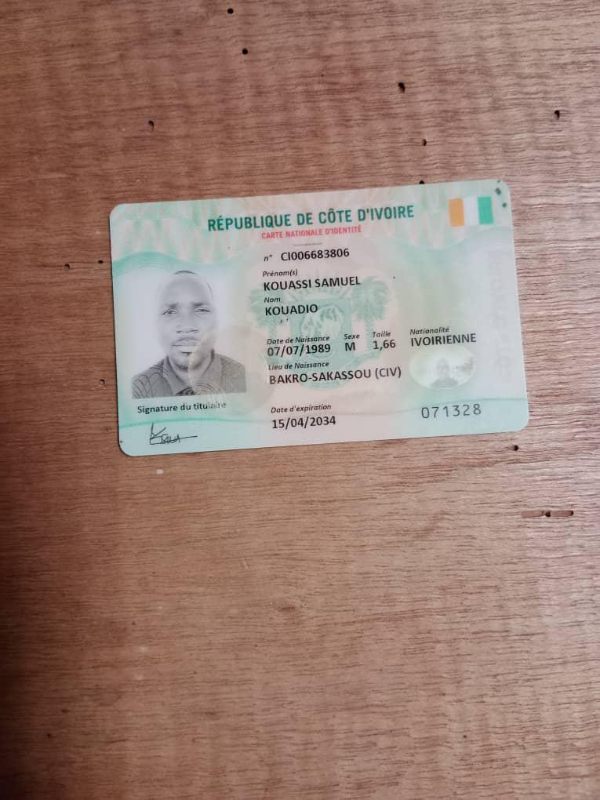 RÉPUBLIQUE DE CÔTE D'IVOIRE
CARTE NATIONALE D'IDENTITÉ
n° CI006683806
Prénom(s)
KOUASSI SAMUEL
Nom
KOUADIO
Date de Naissance Sexe Taille Nationalité
07/07/1989 M 1,66 IVOIRIENNE
Lieu de Naissance
BAKRO-SAKASSOU (CIV)
Signature du titulaire
Date d'expiration
15/04/2034
071328